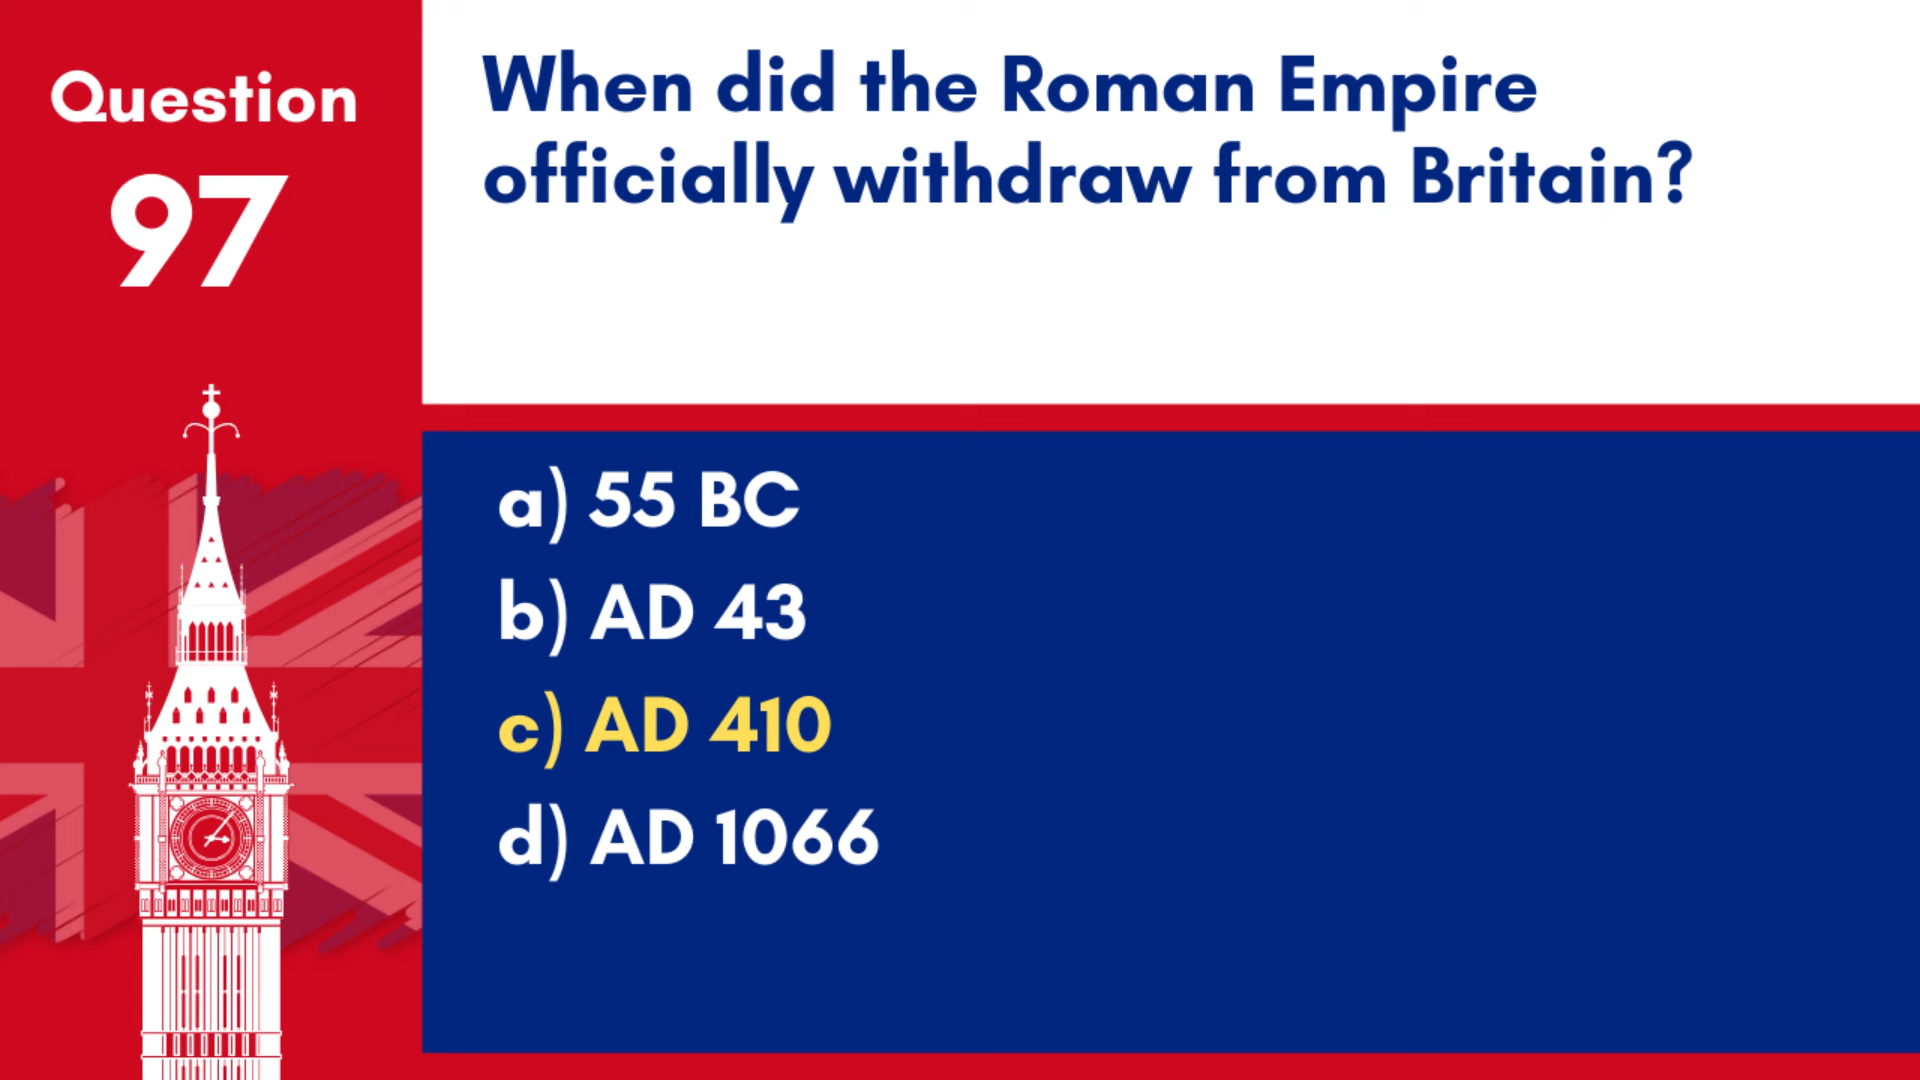 Question
97
When did the Roman Empire
officially withdraw from Britain?
a) 55 BC
b) AD 43
c) AD 410
d) AD 1066